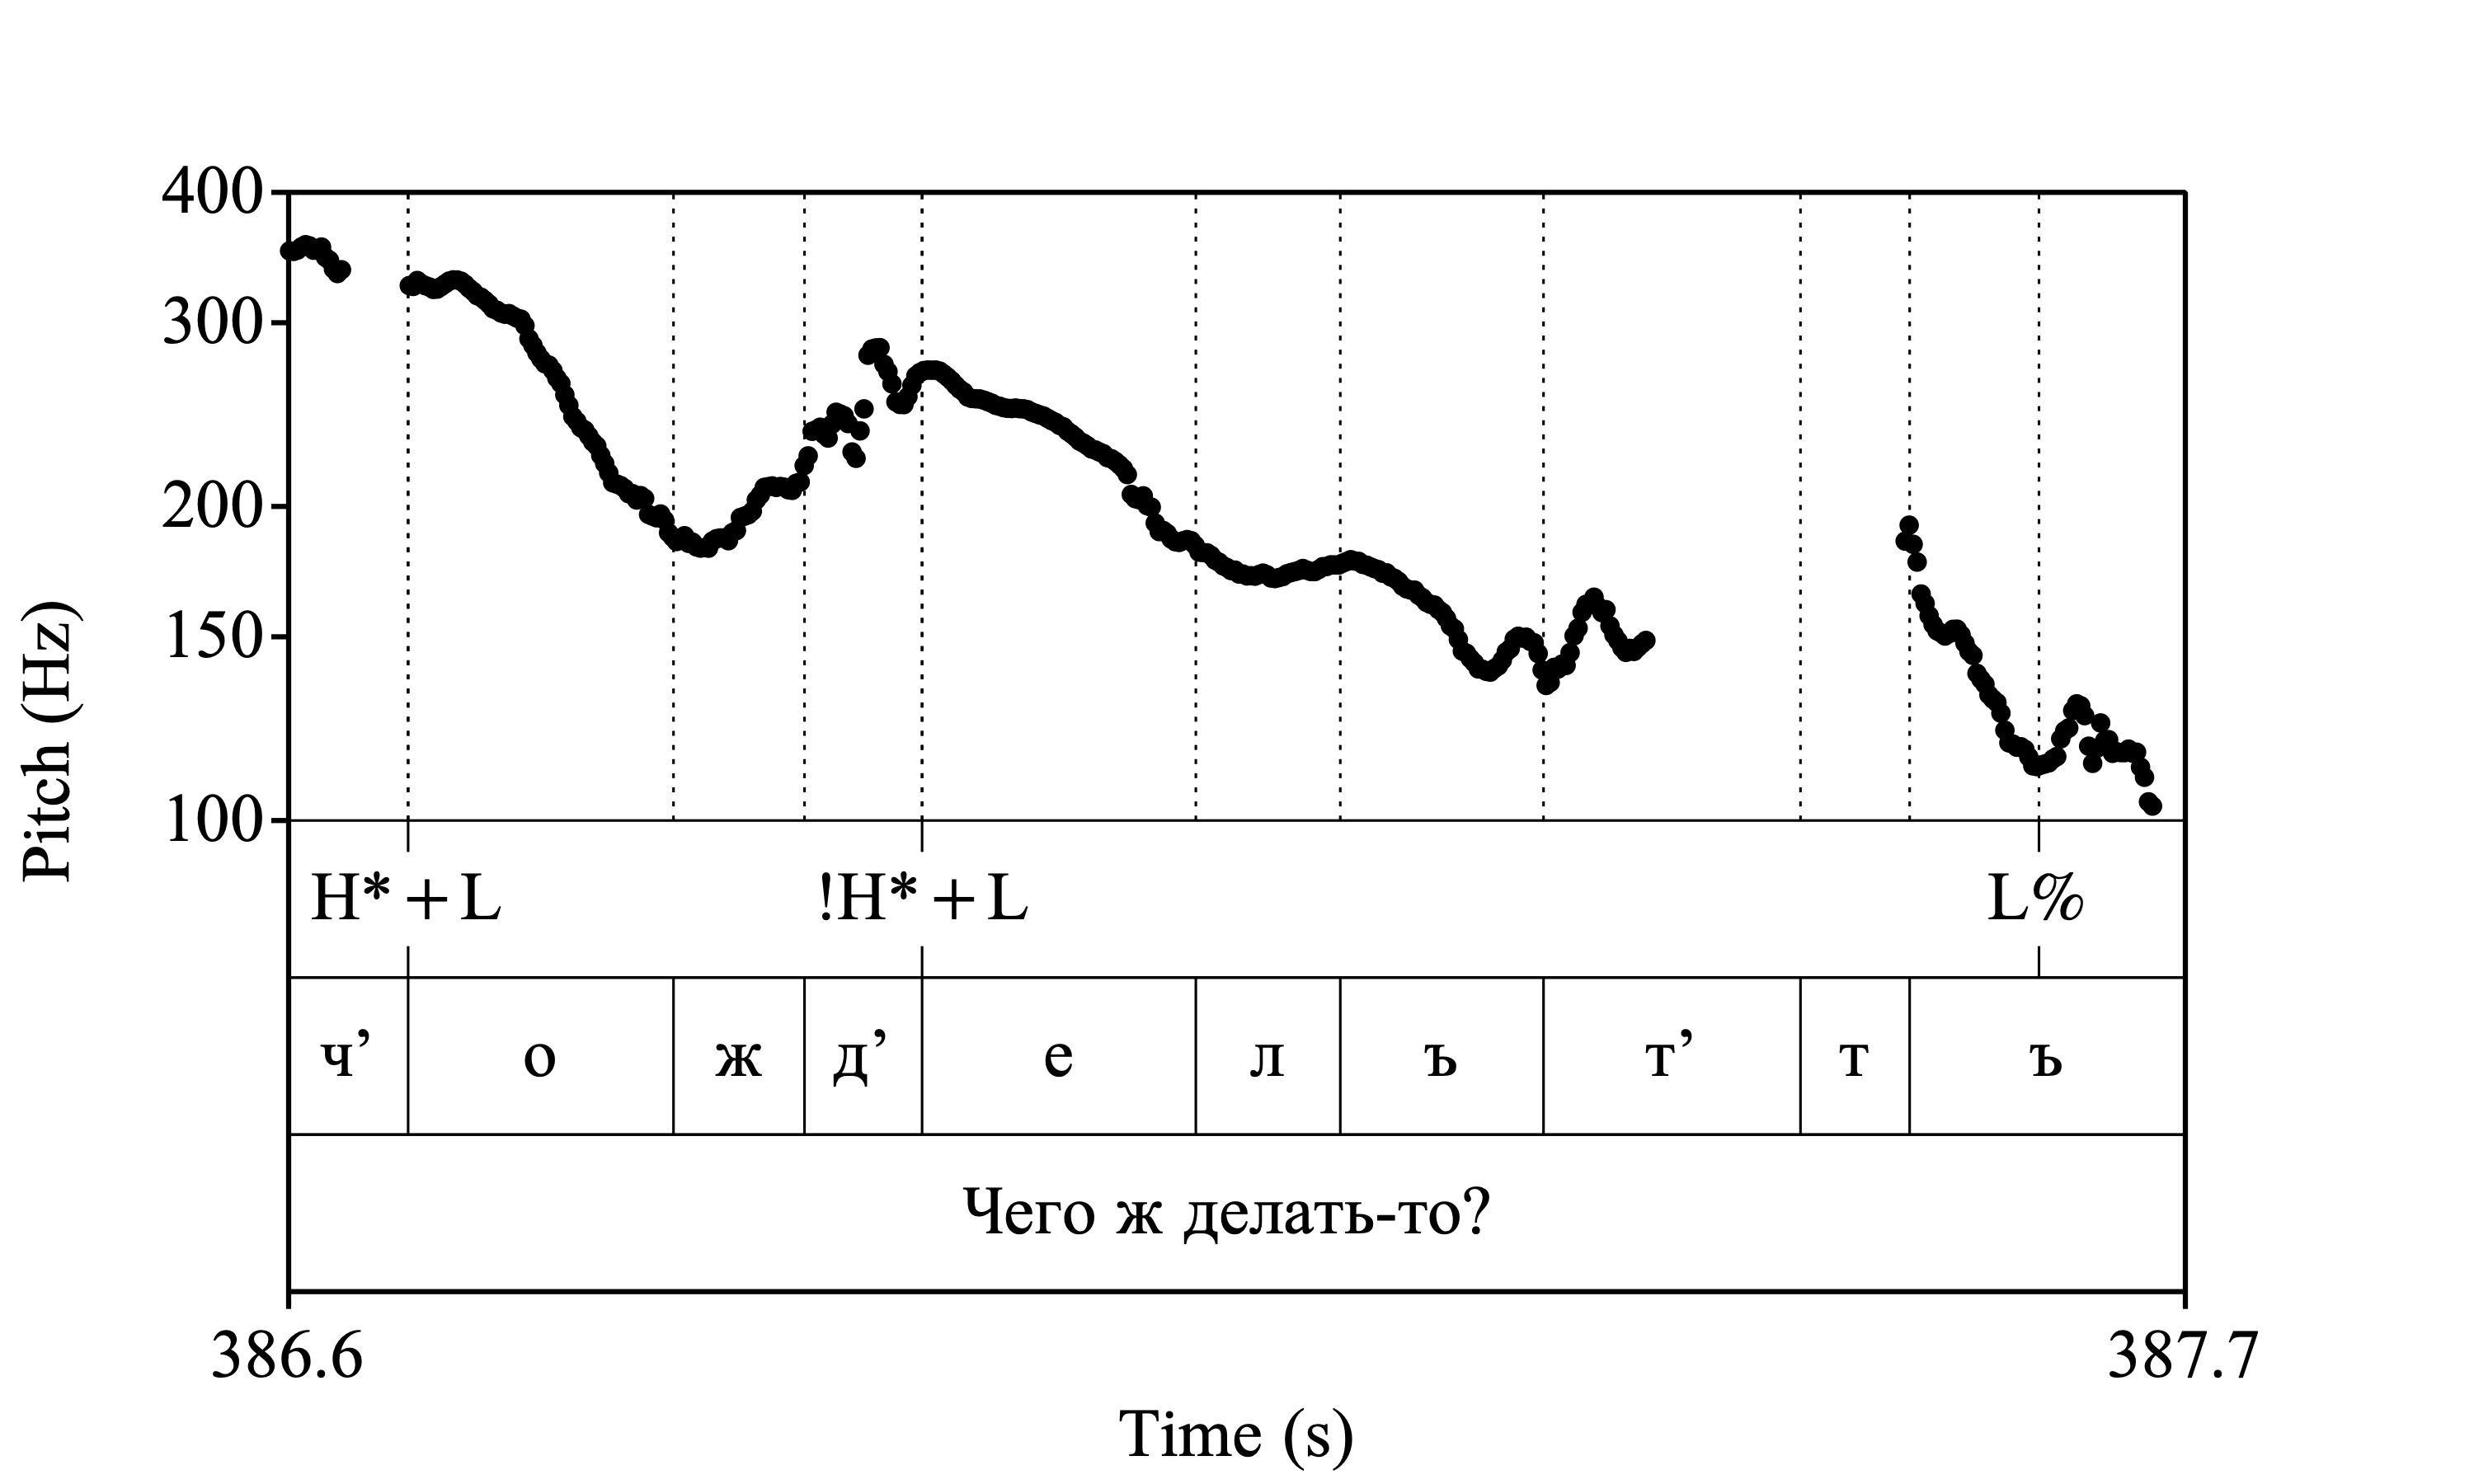 400
300
200
150
100
Pitch (Hz)
H*+L !H*+L L%
ч’ о ж д’ е л ъ т’ т ъ
Чего ж делать-то?
386.6 387.7
Time (s)